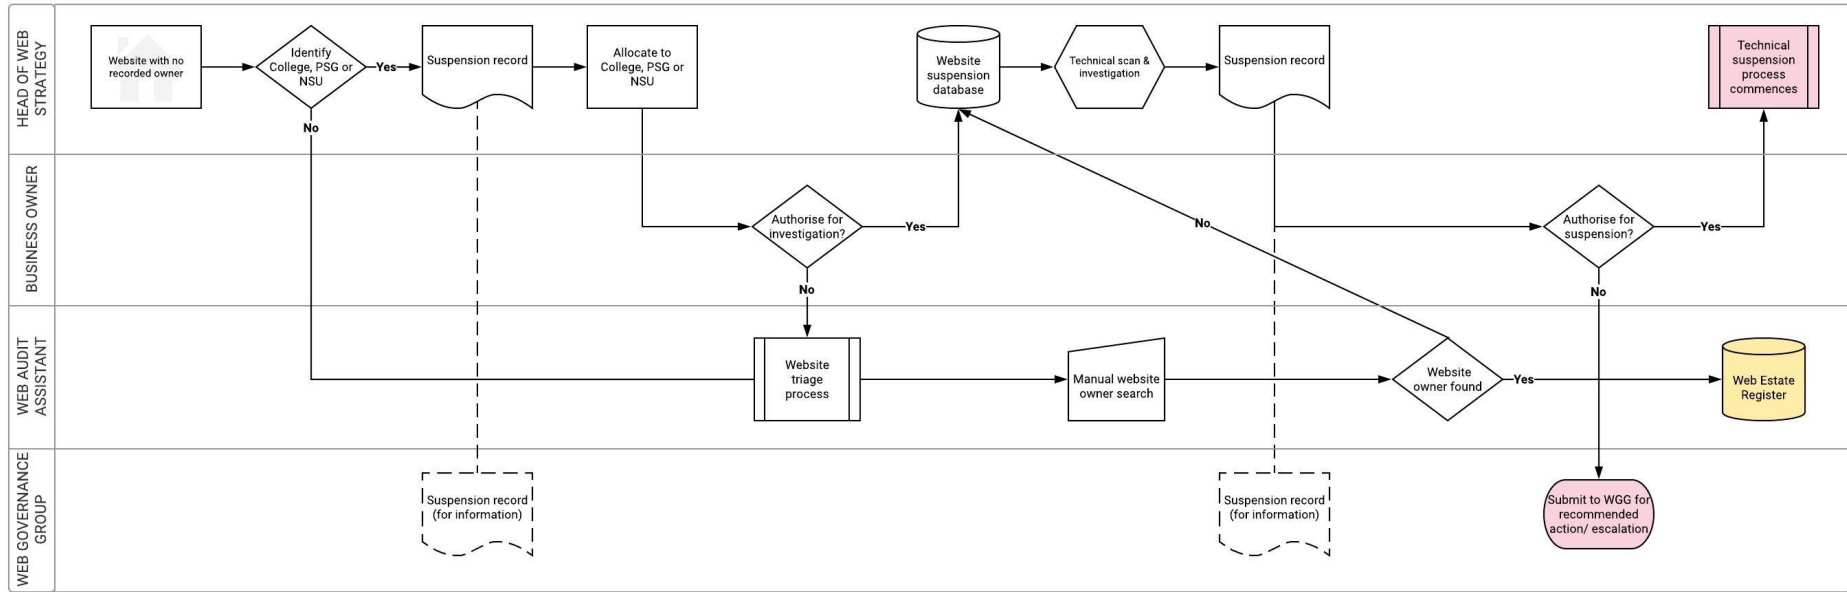 HEAD OF WEB
STRATEGY
Website with no
recorded owner
Identify
College, PSG or
NSU
Yes
No
Suspension record
Allocate to
College, PSG or
NSU
Website
suspension
database
Technical scan &
investigation
Suspension record
Technical
suspension
process
commences
BUSINESS OWNER
Authorise for
investigation?
Yes
No
No
Authorise for
suspension?
Yes
No
WEB AUDIT
ASSISTANT
Website
triage
process
Manual website
owner search
Website
owner found
Yes
Web Estate
Register
WEB GOVERNANCE
GROUP
Suspension record
(for information)
Suspension record
(for information)
Submit to WGG for
recommended
action/ escalation